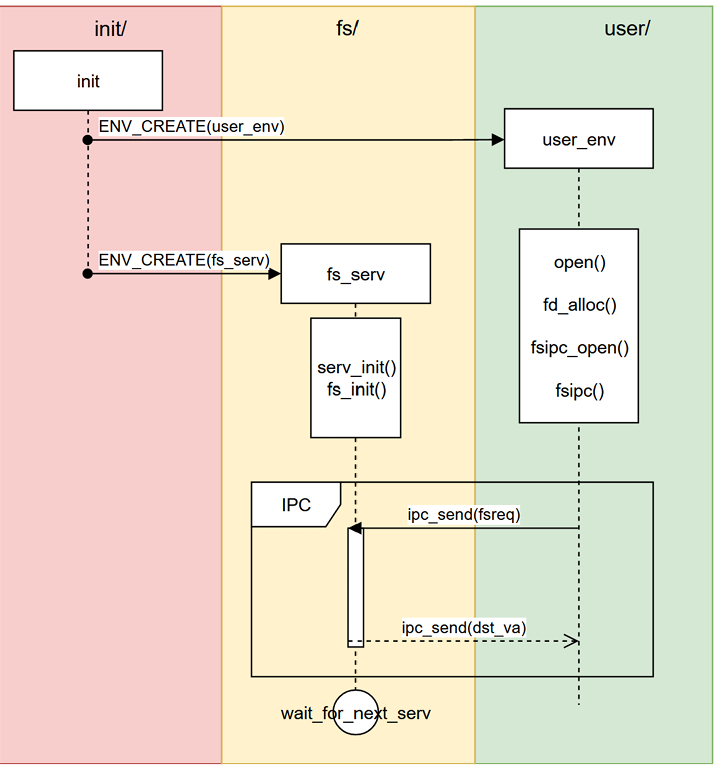 init/
fs/
user/
init
ENV_CREATE(user_env)
user_env
ENV_CREATE(fs_serv)
fs_serv
open()
fd_alloc()
fsipc_open()
fsipc()
serv_init()
fs_init()
IPC
ipc_send(fsreq)
ipc_send(dst_va)
wait_for_next_serv